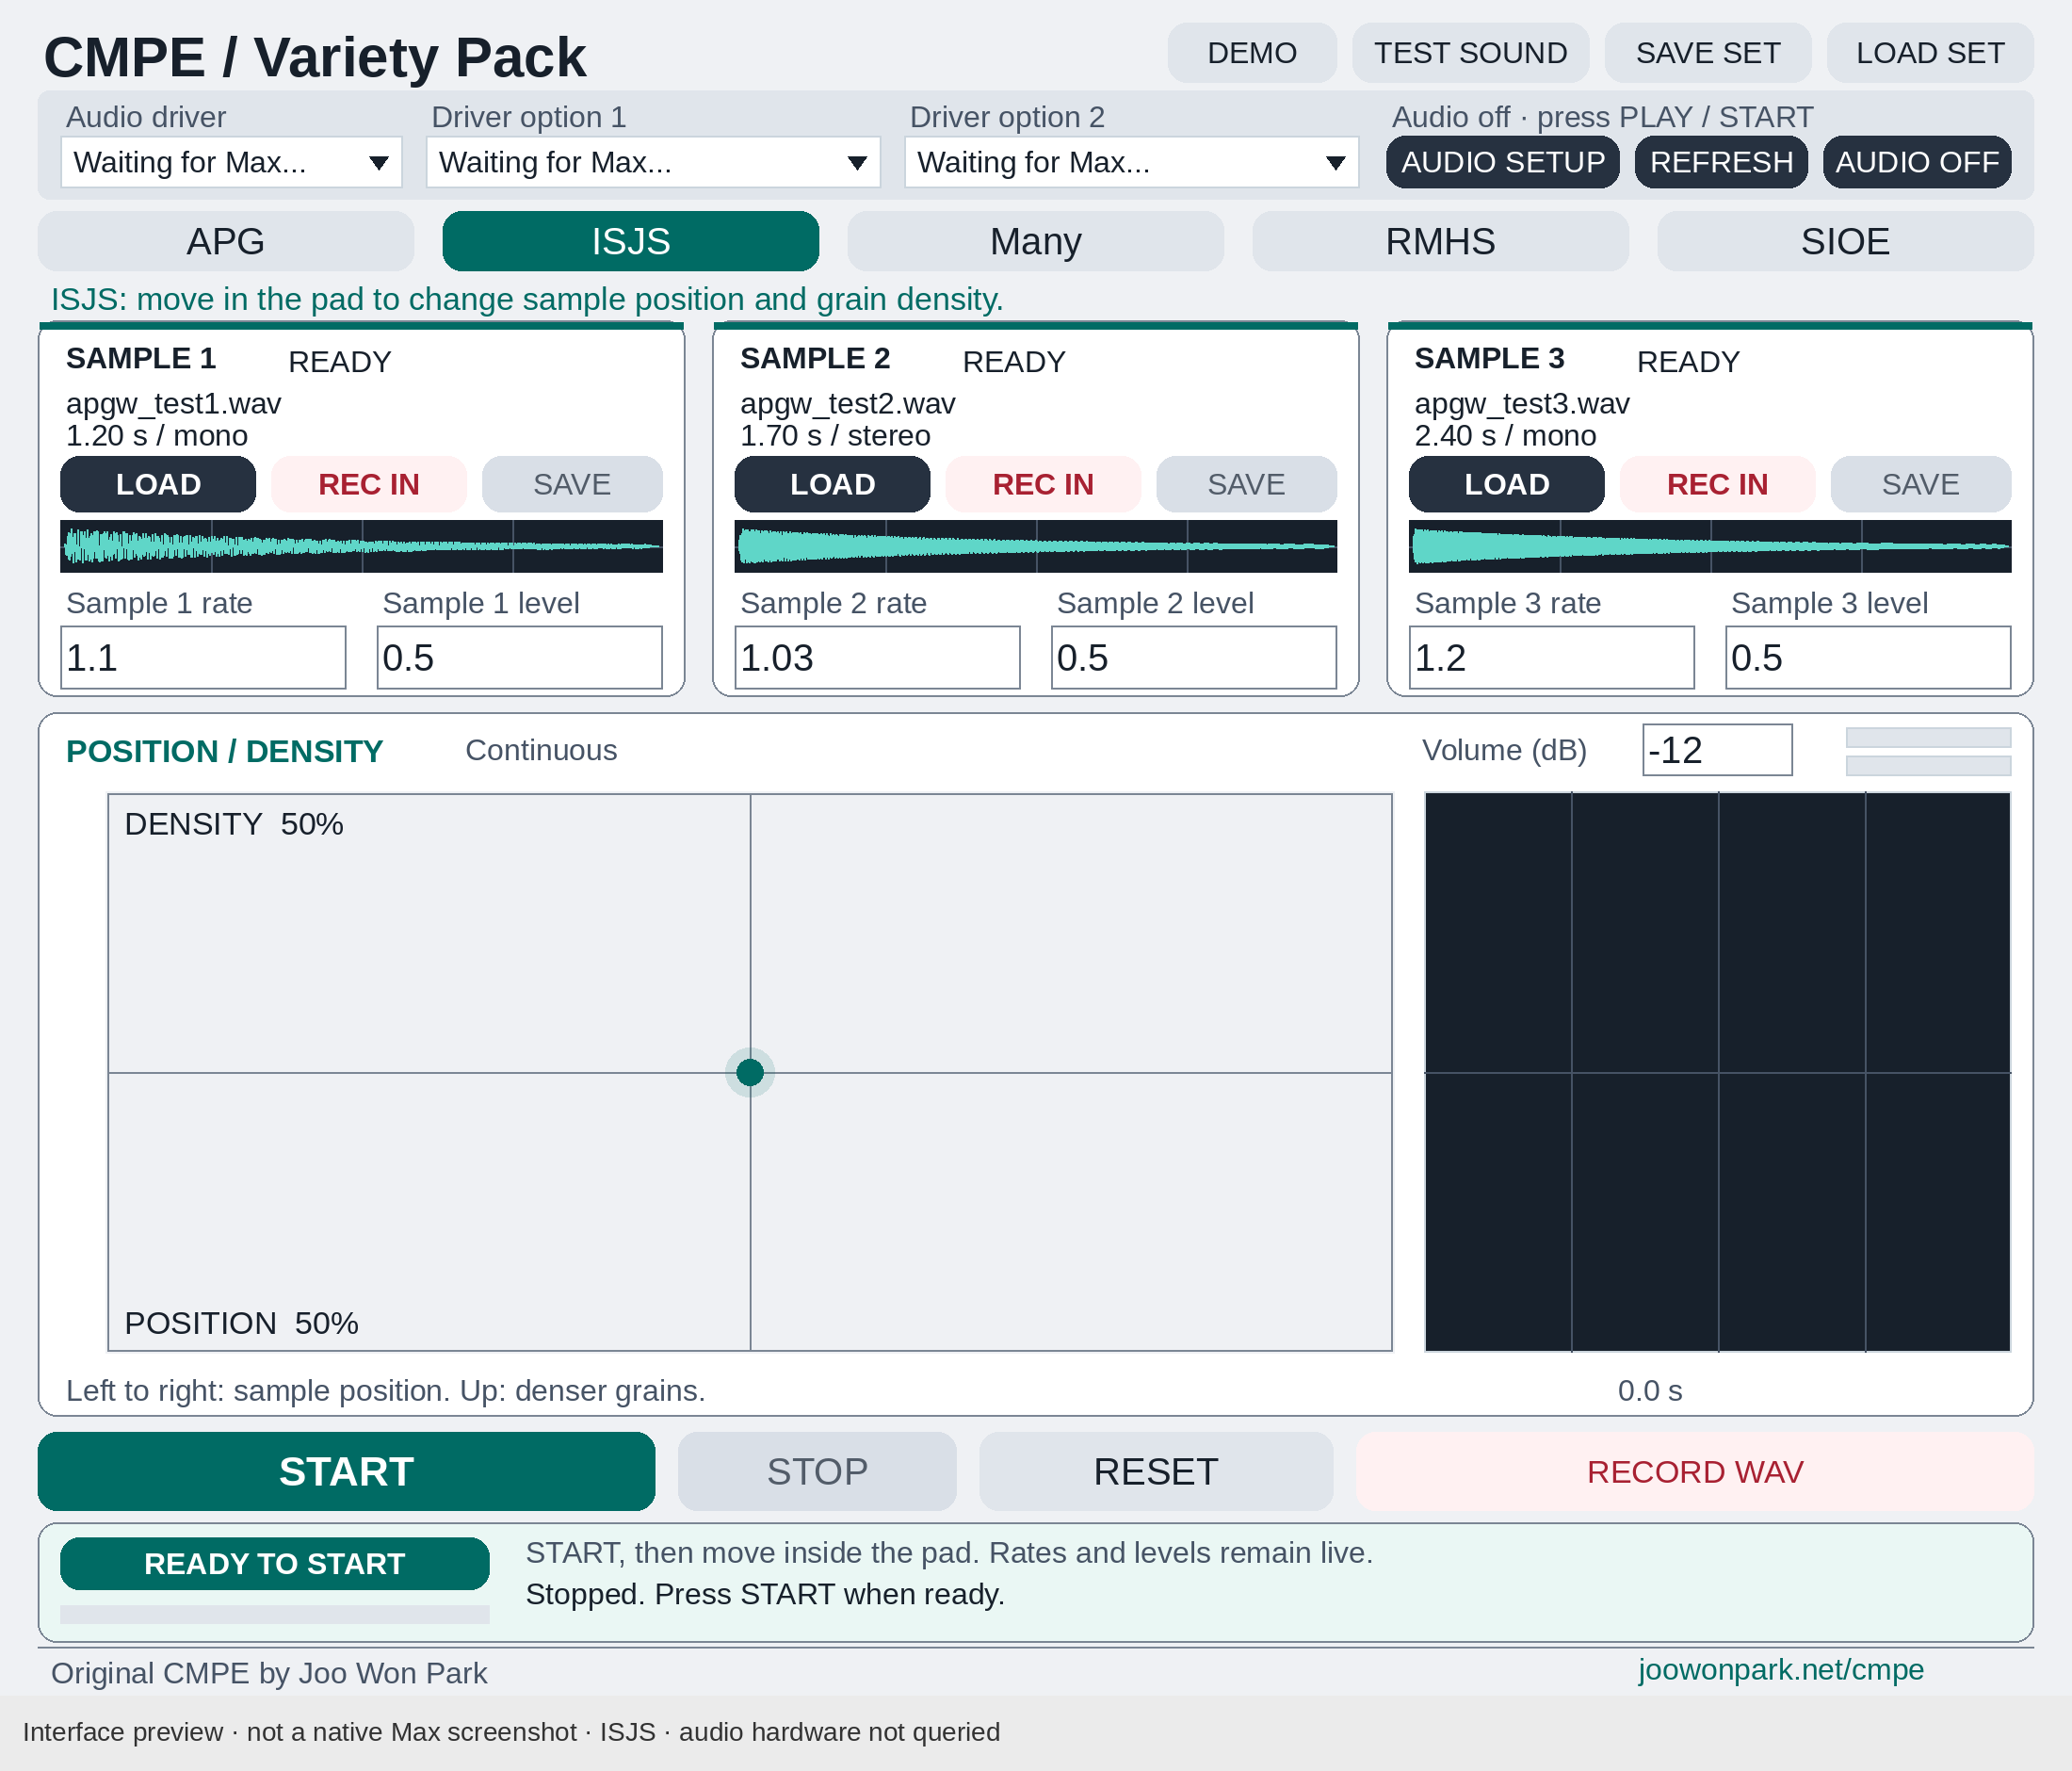 CMPE / Variety Pack
DEMO
TEST SOUND
SAVE SET
LOAD SET
Audio driver
Driver option 1
Driver option 2
Audio off · press PLAY / START
Waiting for Max...
Waiting for Max...
Waiting for Max...
AUDIO SETUP
REFRESH
AUDIO OFF
APG
ISJS
Many
RMHS
SIOE
ISJS: move in the pad to change sample position and grain density.
SAMPLE 1
READY
apgw_test1.wav
1.20 s / mono
LOAD
REC IN
SAVE
Sample 1 rate
Sample 1 level
1.1
0.5
SAMPLE 2
READY
apgw_test2.wav
1.70 s / stereo
LOAD
REC IN
SAVE
Sample 2 rate
Sample 2 level
1.03
0.5
SAMPLE 3
READY
apgw_test3.wav
2.40 s / mono
LOAD
REC IN
SAVE
Sample 3 rate
Sample 3 level
1.2
0.5
POSITION / DENSITY
Continuous
Volume (dB)
-12
DENSITY 50%
POSITION 50%
Left to right: sample position. Up: denser grains.
0.0 s
START
STOP
RESET
RECORD WAV
READY TO START
START, then move inside the pad. Rates and levels remain live.
Stopped. Press START when ready.
Original CMPE by Joo Won Park
joowonpark.net/cmpe
Interface preview · not a native Max screenshot · ISJS · audio hardware not queried